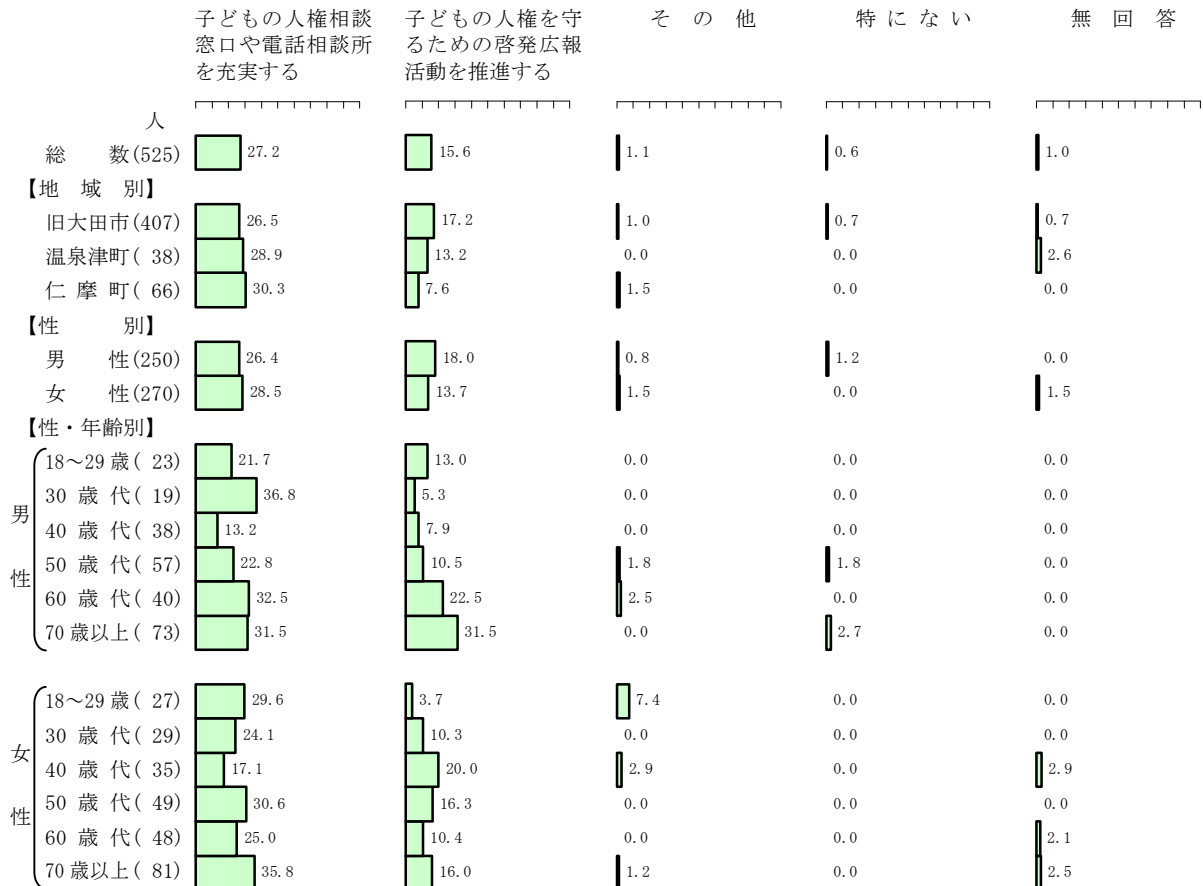 子どもの人権相談窓口や電話相談所を充実する　子どもの人権を守るための啓発広報活動を推進する　そ の 他　特 に な い　無 回 答
人
総　　数(525) 27.2 15.6 1.1 0.6 1.0
【地　域　別】
旧大田市(407) 26.5 17.2 1.0 0.7 0.7
温泉津町( 38) 28.9 13.2 0.0 0.0 2.6
仁 摩 町( 66) 30.3 7.6 1.5 0.0 0.0
【性　　　別】
男　　性(250) 26.4 18.0 0.8 1.2 0.0
女　　性(270) 28.5 13.7 1.5 0.0 1.5
【性・年齢別】
男性
18～29 歳( 23) 21.7 13.0 0.0 0.0 0.0
30 歳 代( 19) 36.8 5.3 0.0 0.0 0.0
40 歳 代( 38) 13.2 7.9 0.0 0.0 0.0
50 歳 代( 57) 22.8 10.5 1.8 1.8 0.0
60 歳 代( 40) 32.5 22.5 2.5 0.0 0.0
70 歳以上( 73) 31.5 31.5 0.0 2.7 0.0
女性
18～29 歳( 27) 29.6 3.7 7.4 0.0 0.0
30 歳 代( 29) 24.1 10.3 0.0 0.0 0.0
40 歳 代( 35) 17.1 20.0 2.9 0.0 2.9
50 歳 代( 49) 30.6 16.3 0.0 0.0 0.0
60 歳 代( 48) 25.0 10.4 0.0 0.0 2.1
70 歳以上( 81) 35.8 16.0 1.2 0.0 2.5